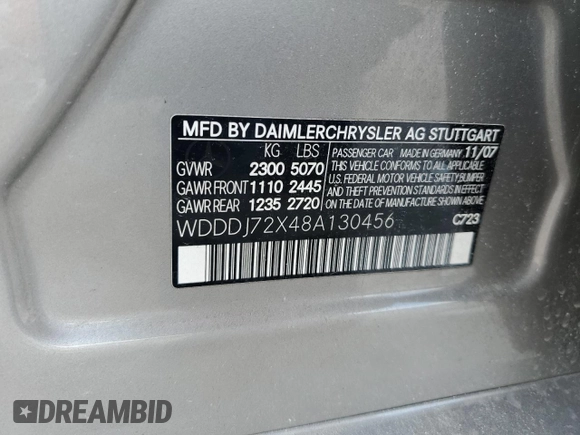 MFD BY DAIMLERCHRYSLER AG STUTTGART
KG LBS
GVWR 2300 5070
GAWR FRONT 1110 2445
GAWR REAR 1235 2720
PASSENGER CAR MADE IN GERMANY 11/07
THIS VEHICLE CONFORMS TO ALL APPLICABLE
U.S. FEDERAL MOTOR VEHICLE SAFETY, BUMPER
AND THEFT PREVENTION STANDARDS IN EFFECT
ON THE DATE OF MANUFACTURE SHOWN ABOVE.
WDDDJ72X48A130456
C723
DREAMBID